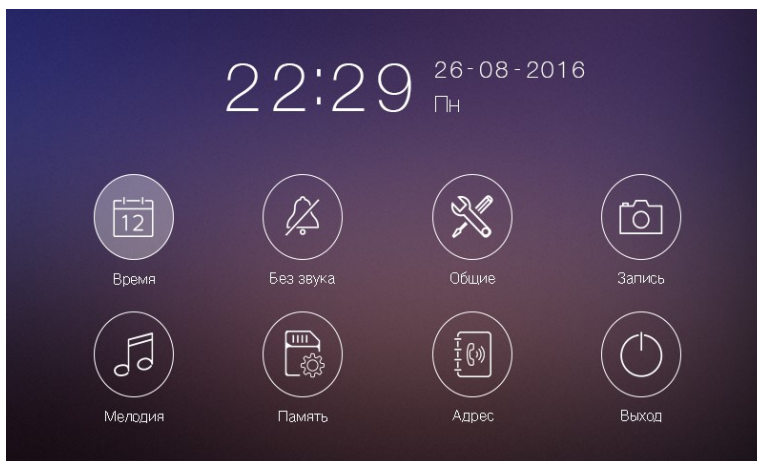 22:29
26-08-2016
Пн
12
Время
Без звука
Общие
Запись
Мелодия
Память
Адрес
Выход